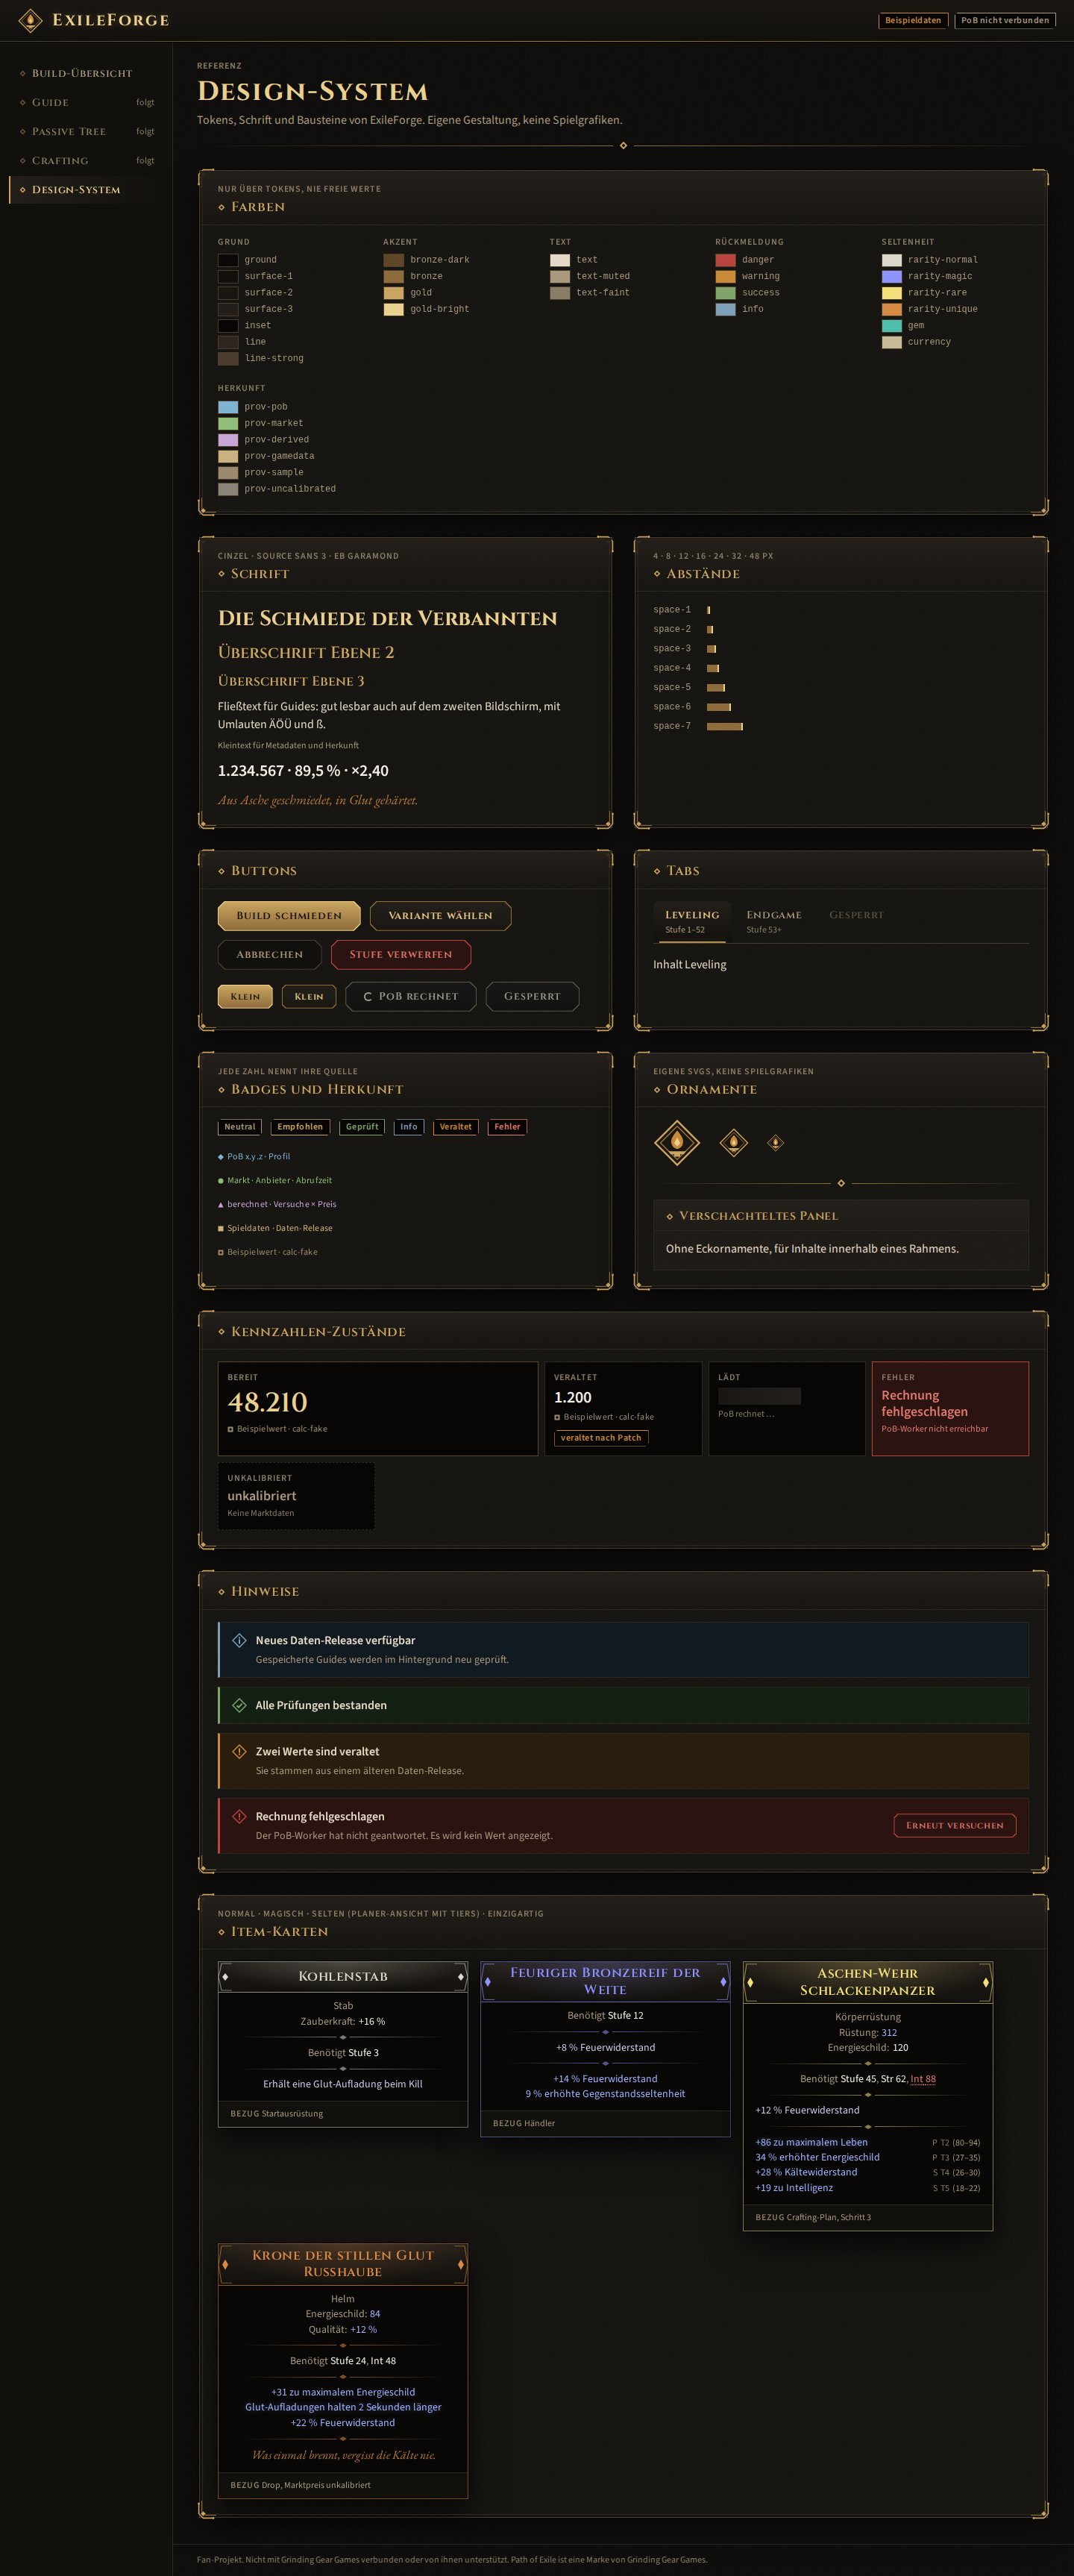 ExileForge
Beispieldaten
PoB nicht verbunden
Build-Übersicht
Guide folgt
Passive Tree folgt
Crafting folgt
Design-System
REFERENZ
Design-System
Tokens, Schrift und Bausteine von ExileForge. Eigene Gestaltung, keine Spielgrafiken.
NUR ÜBER TOKENS, NIE FREIE WERTE
Farben
GRUND
ground
surface-1
surface-2
surface-3
inset
line
line-strong
AKZENT
bronze-dark
bronze
gold
gold-bright
TEXT
text
text-muted
text-faint
RÜCKMELDUNG
danger
warning
success
info
SELTENHEIT
rarity-normal
rarity-magic
rarity-rare
rarity-unique
gem
currency
HERKUNFT
prov-pob
prov-market
prov-derived
prov-gamedata
prov-sample
prov-uncalibrated
CINZEL · SOURCE SANS 3 · EB GARAMOND
Schrift
Die Schmiede der Verbannten
Überschrift Ebene 2
Überschrift Ebene 3
Fließtext für Guides: gut lesbar auch auf dem zweiten Bildschirm, mit
Umlauten ÄÖÜ und ß.
Kleintext für Metadaten und Herkunft
1.234.567 · 89,5 % · ×2,40
Aus Asche geschmiedet, in Glut gehärtet.
4 · 8 · 12 · 16 · 24 · 32 · 48 PX
Abstände
space-1
space-2
space-3
space-4
space-5
space-6
space-7
Buttons
Build schmieden
Variante wählen
Abbrechen
Stufe verwerfen
Klein
Klein
PoB rechnet
Gesperrt
Tabs
Leveling
Stufe 1–52
Endgame
Stufe 53+
Gesperrt
Inhalt Leveling
JEDE ZAHL NENNT IHRE QUELLE
Badges und Herkunft
Neutral
Empfohlen
Geprüft
Info
Veraltet
Fehler
PoB x.y.z · Profil
Markt · Anbieter · Abrufzeit
berechnet · Versuche × Preis
Spieldaten · Daten-Release
Beispielwert · calc-fake
EIGENE SVGS, KEINE SPIELGRAFIKEN
Ornamente
Verschachteltes Panel
Ohne Eckornamente, für Inhalte innerhalb eines Rahmens.
Kennzahlen-Zustände
BEREIT
48.210
Beispielwert · calc-fake
VERALTET
1.200
Beispielwert · calc-fake
veraltet nach Patch
LÄDT
PoB rechnet …
FEHLER
Rechnung
fehlgeschlagen
PoB-Worker nicht erreichbar
UNKALIBRIERT
unkalibriert
Keine Marktdaten
Hinweise
Neues Daten-Release verfügbar
Gespeicherte Guides werden im Hintergrund neu geprüft.
Alle Prüfungen bestanden
Zwei Werte sind veraltet
Sie stammen aus einem älteren Daten-Release.
Rechnung fehlgeschlagen
Der PoB-Worker hat nicht geantwortet. Es wird kein Wert angezeigt.
Erneut versuchen
NORMAL · MAGISCH · SELTEN (PLANER-ANSICHT MIT TIERS) · EINZIGARTIG
Item-Karten
Kohlenstab
Stab
Zauberkraft: +16 %
Benötigt Stufe 3
Erhält eine Glut-Aufladung beim Kill
BEZUG Startausrüstung
Feuriger Bronzereif der
Weite
Benötigt Stufe 12
+8 % Feuerwiderstand
+14 % Feuerwiderstand
9 % erhöhte Gegenstandsseltenheit
BEZUG Händler
Aschen-Wehr
Schlackenpanzer
Körperrüstung
Rüstung: 312
Energieschild: 120
Benötigt Stufe 45, Str 62, Int 88
+12 % Feuerwiderstand
+86 zu maximalem Leben P T2 (80–94)
34 % erhöhter Energieschild P T3 (27–35)
+28 % Kältewiderstand S T4 (26–30)
+19 zu Intelligenz S T5 (18–22)
BEZUG Crafting-Plan, Schritt 3
Krone der stillen Glut
Russhaube
Helm
Energieschild: 84
Qualität: +12 %
Benötigt Stufe 24, Int 48
+31 zu maximalem Energieschild
Glut-Aufladungen halten 2 Sekunden länger
+22 % Feuerwiderstand
Was einmal brennt, vergisst die Kälte nie.
BEZUG Drop, Marktpreis unkalibriert
Fan-Projekt. Nicht mit Grinding Gear Games verbunden oder von ihnen unterstützt. Path of Exile ist eine Marke von Grinding Gear Games.